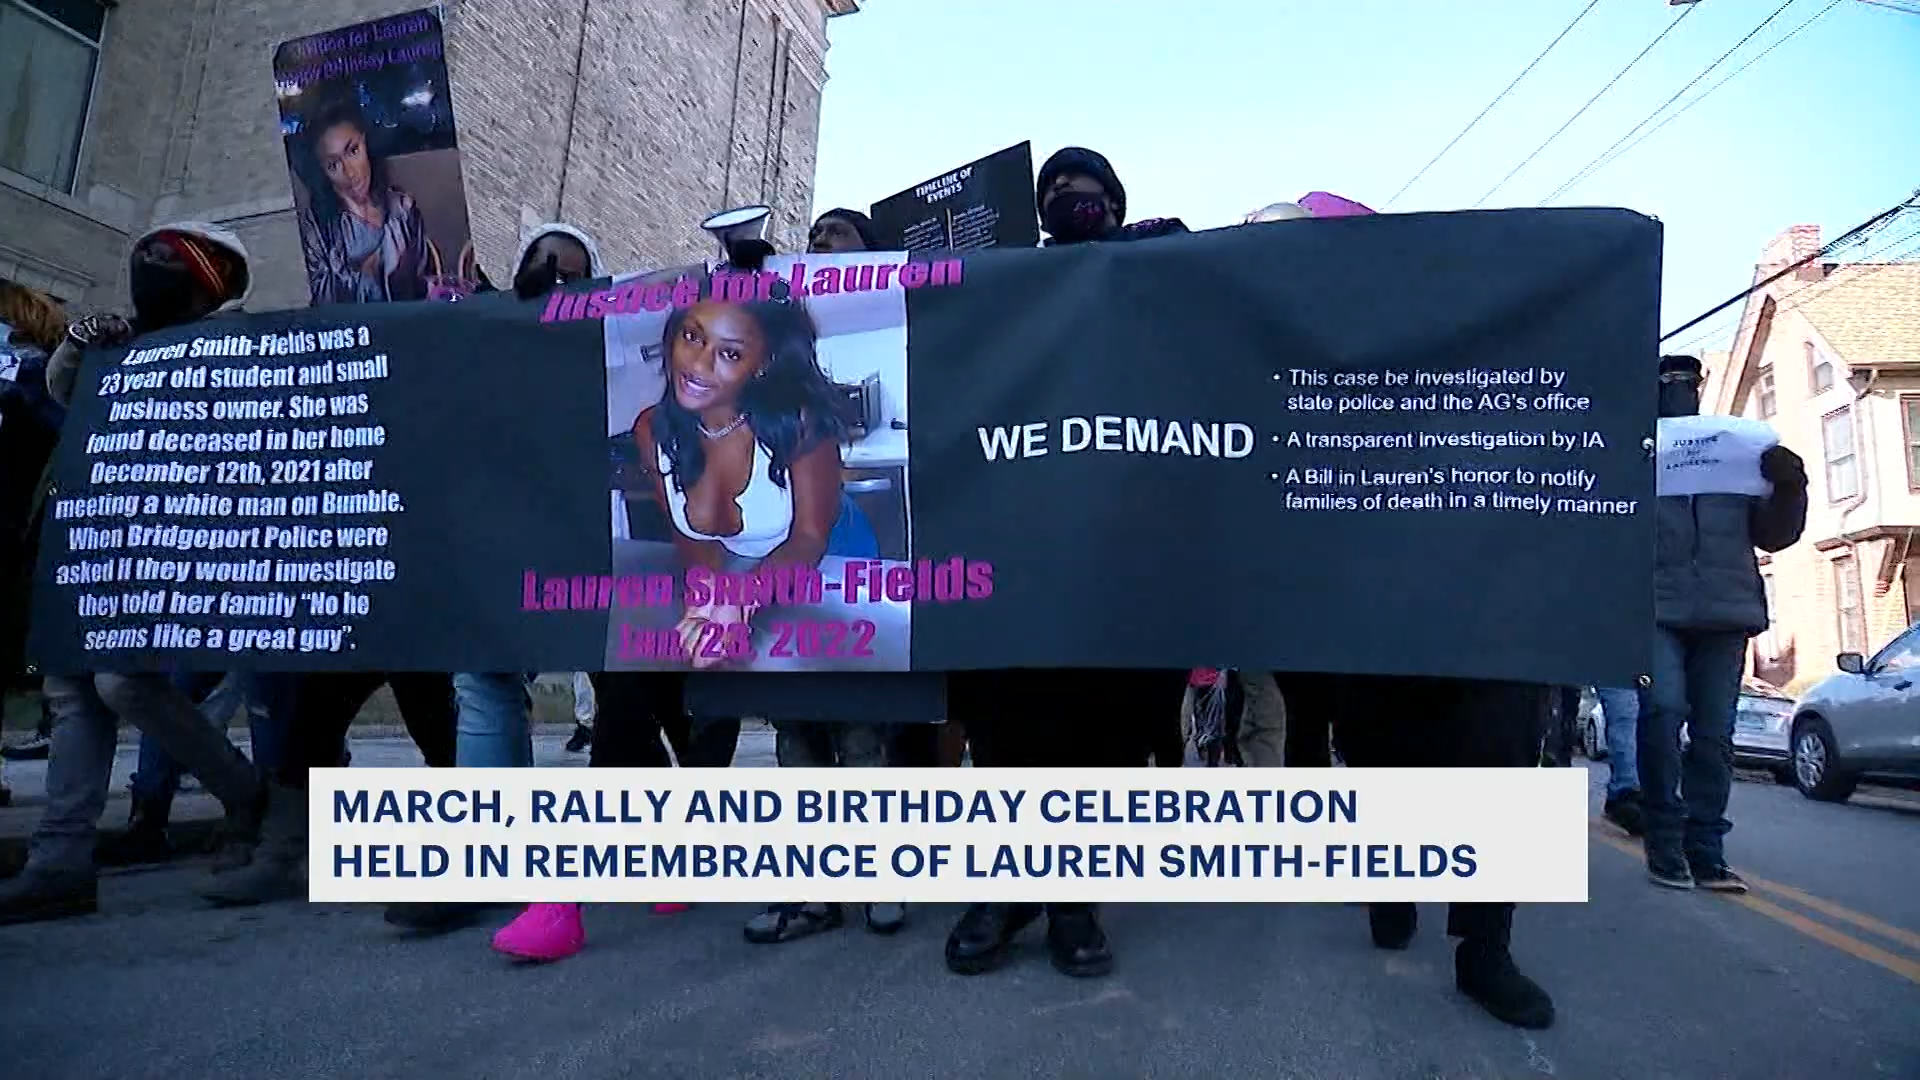 Justice for Lauren
Happy Birthday Lauren
TIMELINE OF
EVENTS
Justice for Lauren
Lauren Smith-Fields was a
23 year old student and small
business owner. She was
found deceased in her home
December 12th, 2021 after
meeting a white man on Bumble.
When Bridgeport Police were
asked if they would investigate
they told her family “No he
seems like a great guy”.
Lauren Smith-Fields
Jan. 23, 2022
WE DEMAND
• This case be investigated by
state police and the AG's office
• A transparent investigation by IA
• A Bill in Lauren's honor to notify
families of death in a timely manner
JUSTICE
FOR
LAUREN
MARCH, RALLY AND BIRTHDAY CELEBRATION
HELD IN REMEMBRANCE OF LAUREN SMITH-FIELDS